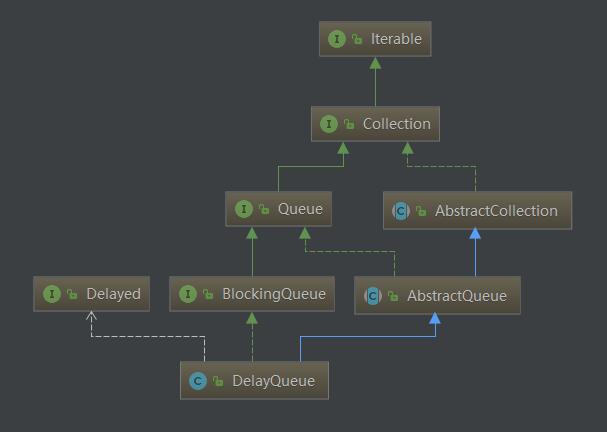 I Iterable
I Collection
I Queue
C AbstractCollection
I Delayed
I BlockingQueue
C AbstractQueue
C DelayQueue